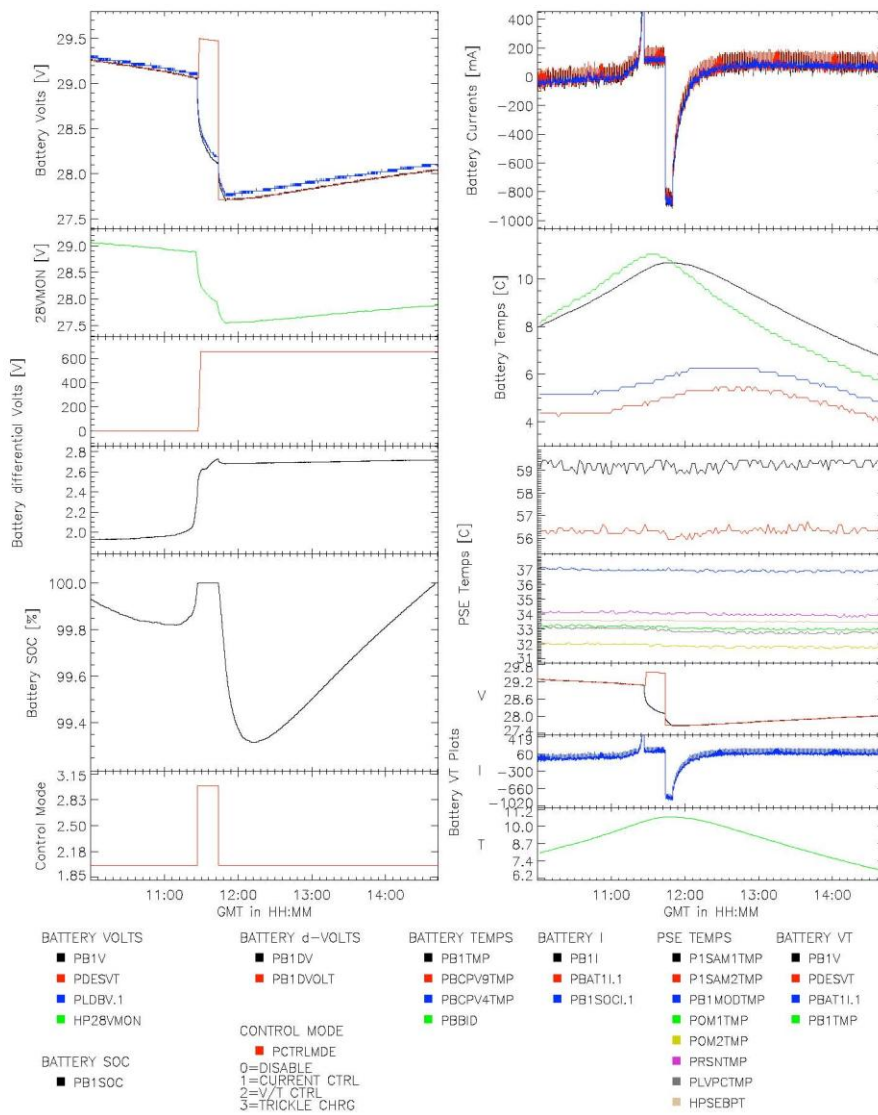 Battery Volts [V]
29.5
29.0
28.5
28.0
27.5
28VMON [V]
29.0
28.5
28.0
27.5
Battery differential Volts [V]
600
400
200
0
2.8
2.6
2.4
2.2
2.0
Battery SOC [%]
100.0
99.8
99.6
99.4
Control Mode
3.15
2.83
2.50
2.18
1.85
11:00 12:00 13:00 14:00
GMT in HH:MM
Battery Currents [mA]
400
200
0
-200
-400
-600
-800
-1000
Battery Temps [C]
10
8
6
4
PSE Temps [C]
59
58
57
56
37
36
35
34
33
32
31
Battery VT Plots
V
29.8
29.2
28.6
28.0
27.4
I
419
60
-300
-660
-1020
T
11.2
10.0
8.7
7.4
6.2
11:00 12:00 13:00 14:00
GMT in HH:MM
BATTERY VOLTS
PB1V
PDESVT
PLDBV.1
HP28VMON
BATTERY SOC
PB1SOC
BATTERY d-VOLTS
PB1DV
PB1DVOLT
CONTROL MODE
PCTRLMDE
0=DISABLE
1=CURRENT CTRL
2=V/T CTRL
3=TRICKLE CHRG
BATTERY TEMPS
PB1TMP
PBCPV9TMP
PBCPV4TMP
PBBID
BATTERY I
PB1I
PBAT1I.1
PB1SOCI.1
PSE TEMPS
P1SAM1TMP
P1SAM2TMP
PB1MODTMP
POM1TMP
POM2TMP
PRSNTMP
PLVPCTMP
HPSEBPT
BATTERY VT
PB1V
PDESVT
PBAT1I.1
PB1TMP